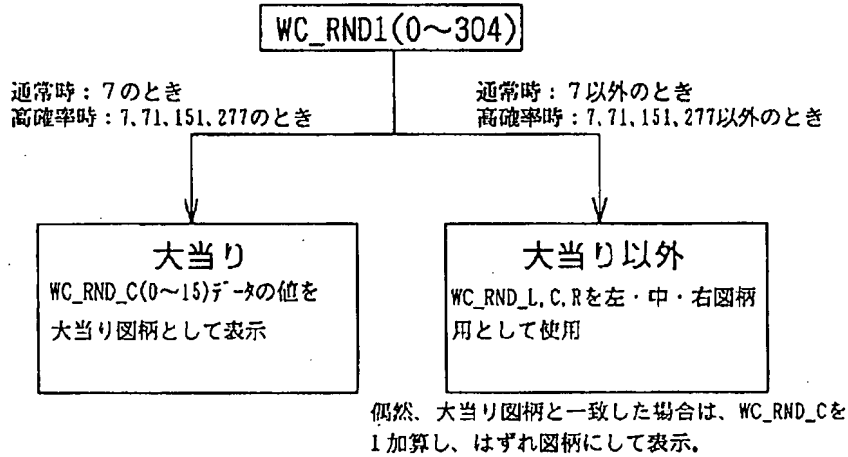 WC_RND1(0～304)
通常時：7のとき
高確率時：7,71,151,277のとき
通常時：7以外のとき
高確率時：7,71,151,277以外のとき
大当り
WC_RND_C(0～15)ﾃﾞｰﾀの値を
大当り図柄として表示
大当り以外
WC_RND_L,C,Rを左・中・右図柄
用として使用
偶然、大当り図柄と一致した場合は、WC_RND_Cを
1加算し、はずれ図柄にして表示。